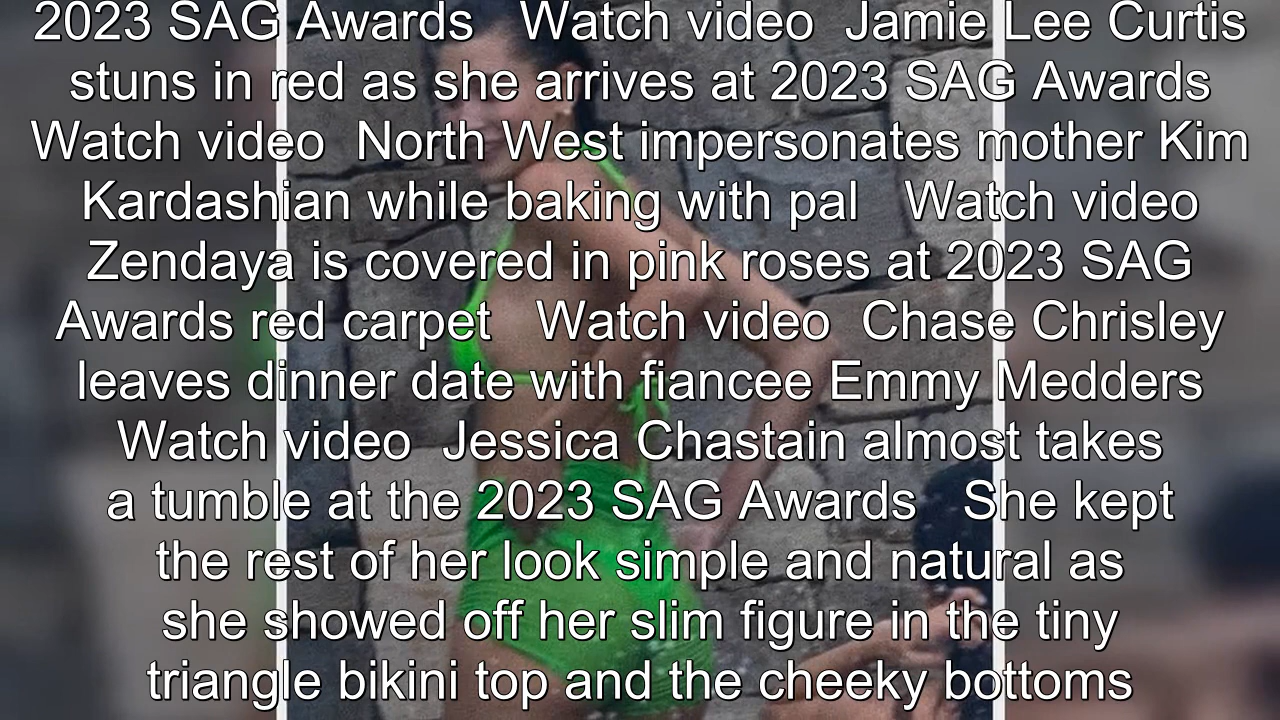 2023 SAG Awards   Watch video  Jamie Lee Curtis
stuns in red as she arrives at 2023 SAG Awards
Watch video  North West impersonates mother Kim
Kardashian while baking with pal   Watch video
Zendaya is covered in pink roses at 2023 SAG
Awards red carpet   Watch video  Chase Chrisley
leaves dinner date with fiancee Emmy Medders
Watch video  Jessica Chastain almost takes
a tumble at the 2023 SAG Awards   She kept
the rest of her look simple and natural as
she showed off her slim figure in the tiny
triangle bikini top and the cheeky bottoms